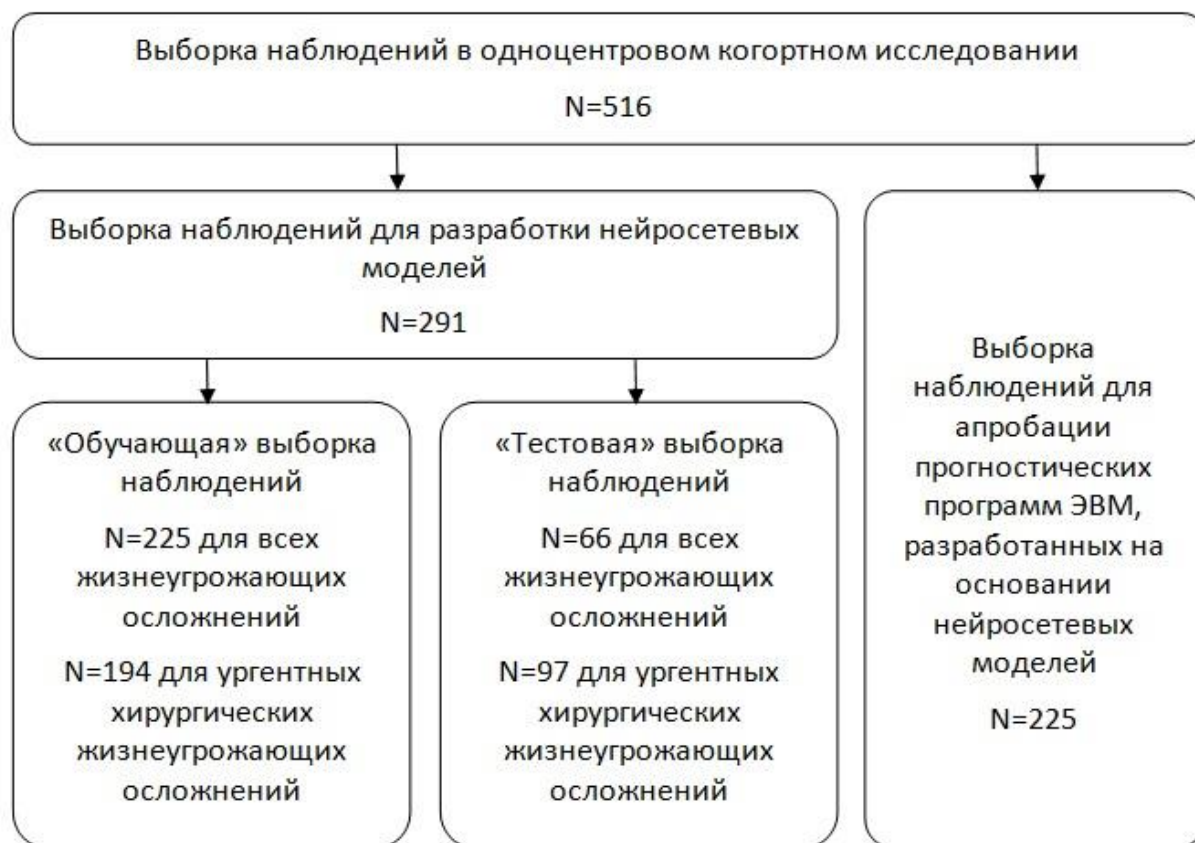 Выборка наблюдений в одноцентровом когортном исследовании
N=516
Выборка наблюдений для разработки нейросетевых
моделей
N=291
«Обучающая» выборка
наблюдений
N=225 для всех
жизнеугрожающих
осложнений
N=194 для ургентных
хирургических
жизнеугрожающих
осложнений
«Тестовая» выборка
наблюдений
N=66 для всех
жизнеугрожающих
осложнений
N=97 для ургентных
хирургических
жизнеугрожающих
осложнений
Выборка
наблюдений для
апробации
прогностических
программ ЭВМ,
разработанных на
основании
нейросетевых
моделей
N=225